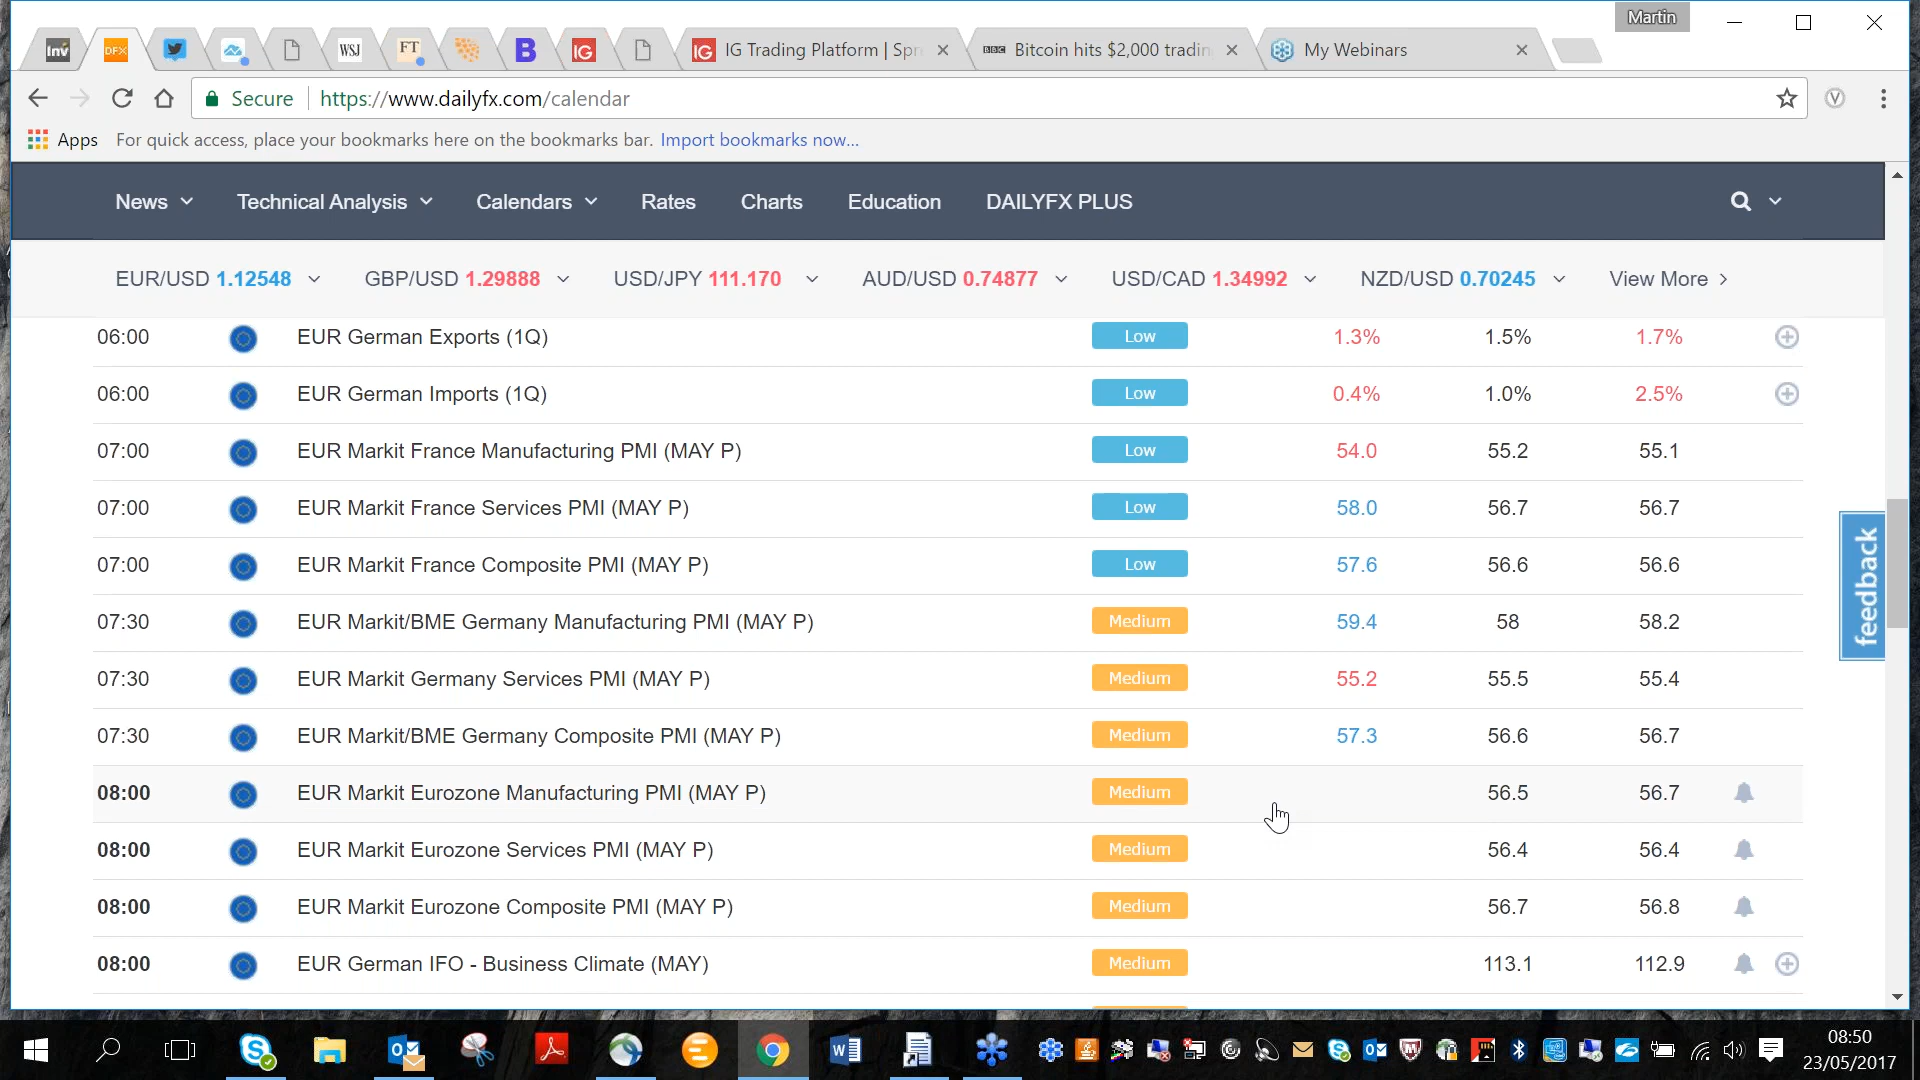 Martin
Inv DFX WSJ FT B IG IG IG Trading Platform | Spr BBC Bitcoin hits $2,000 tradin My Webinars
Secure https://www.dailyfx.com/calendar
Apps For quick access, place your bookmarks here on the bookmarks bar. Import bookmarks now...
News Technical Analysis Calendars Rates Charts Education DAILYFX PLUS
EUR/USD 1.12548 GBP/USD 1.29888 USD/JPY 111.170 AUD/USD 0.74877 USD/CAD 1.34992 NZD/USD 0.70245 View More
06:00 EUR German Exports (1Q) Low 1.3% 1.5% 1.7%
06:00 EUR German Imports (1Q) Low 0.4% 1.0% 2.5%
07:00 EUR Markit France Manufacturing PMI (MAY P) Low 54.0 55.2 55.1
07:00 EUR Markit France Services PMI (MAY P) Low 58.0 56.7 56.7
07:00 EUR Markit France Composite PMI (MAY P) Low 57.6 56.6 56.6
07:30 EUR Markit/BME Germany Manufacturing PMI (MAY P) Medium 59.4 58 58.2
07:30 EUR Markit Germany Services PMI (MAY P) Medium 55.2 55.5 55.4
07:30 EUR Markit/BME Germany Composite PMI (MAY P) Medium 57.3 56.6 56.7
08:00 EUR Markit Eurozone Manufacturing PMI (MAY P) Medium 56.5 56.7
08:00 EUR Markit Eurozone Services PMI (MAY P) Medium 56.4 56.4
08:00 EUR Markit Eurozone Composite PMI (MAY P) Medium 56.7 56.8
08:00 EUR German IFO - Business Climate (MAY) Medium 113.1 112.9
feedback
08:50
23/05/2017